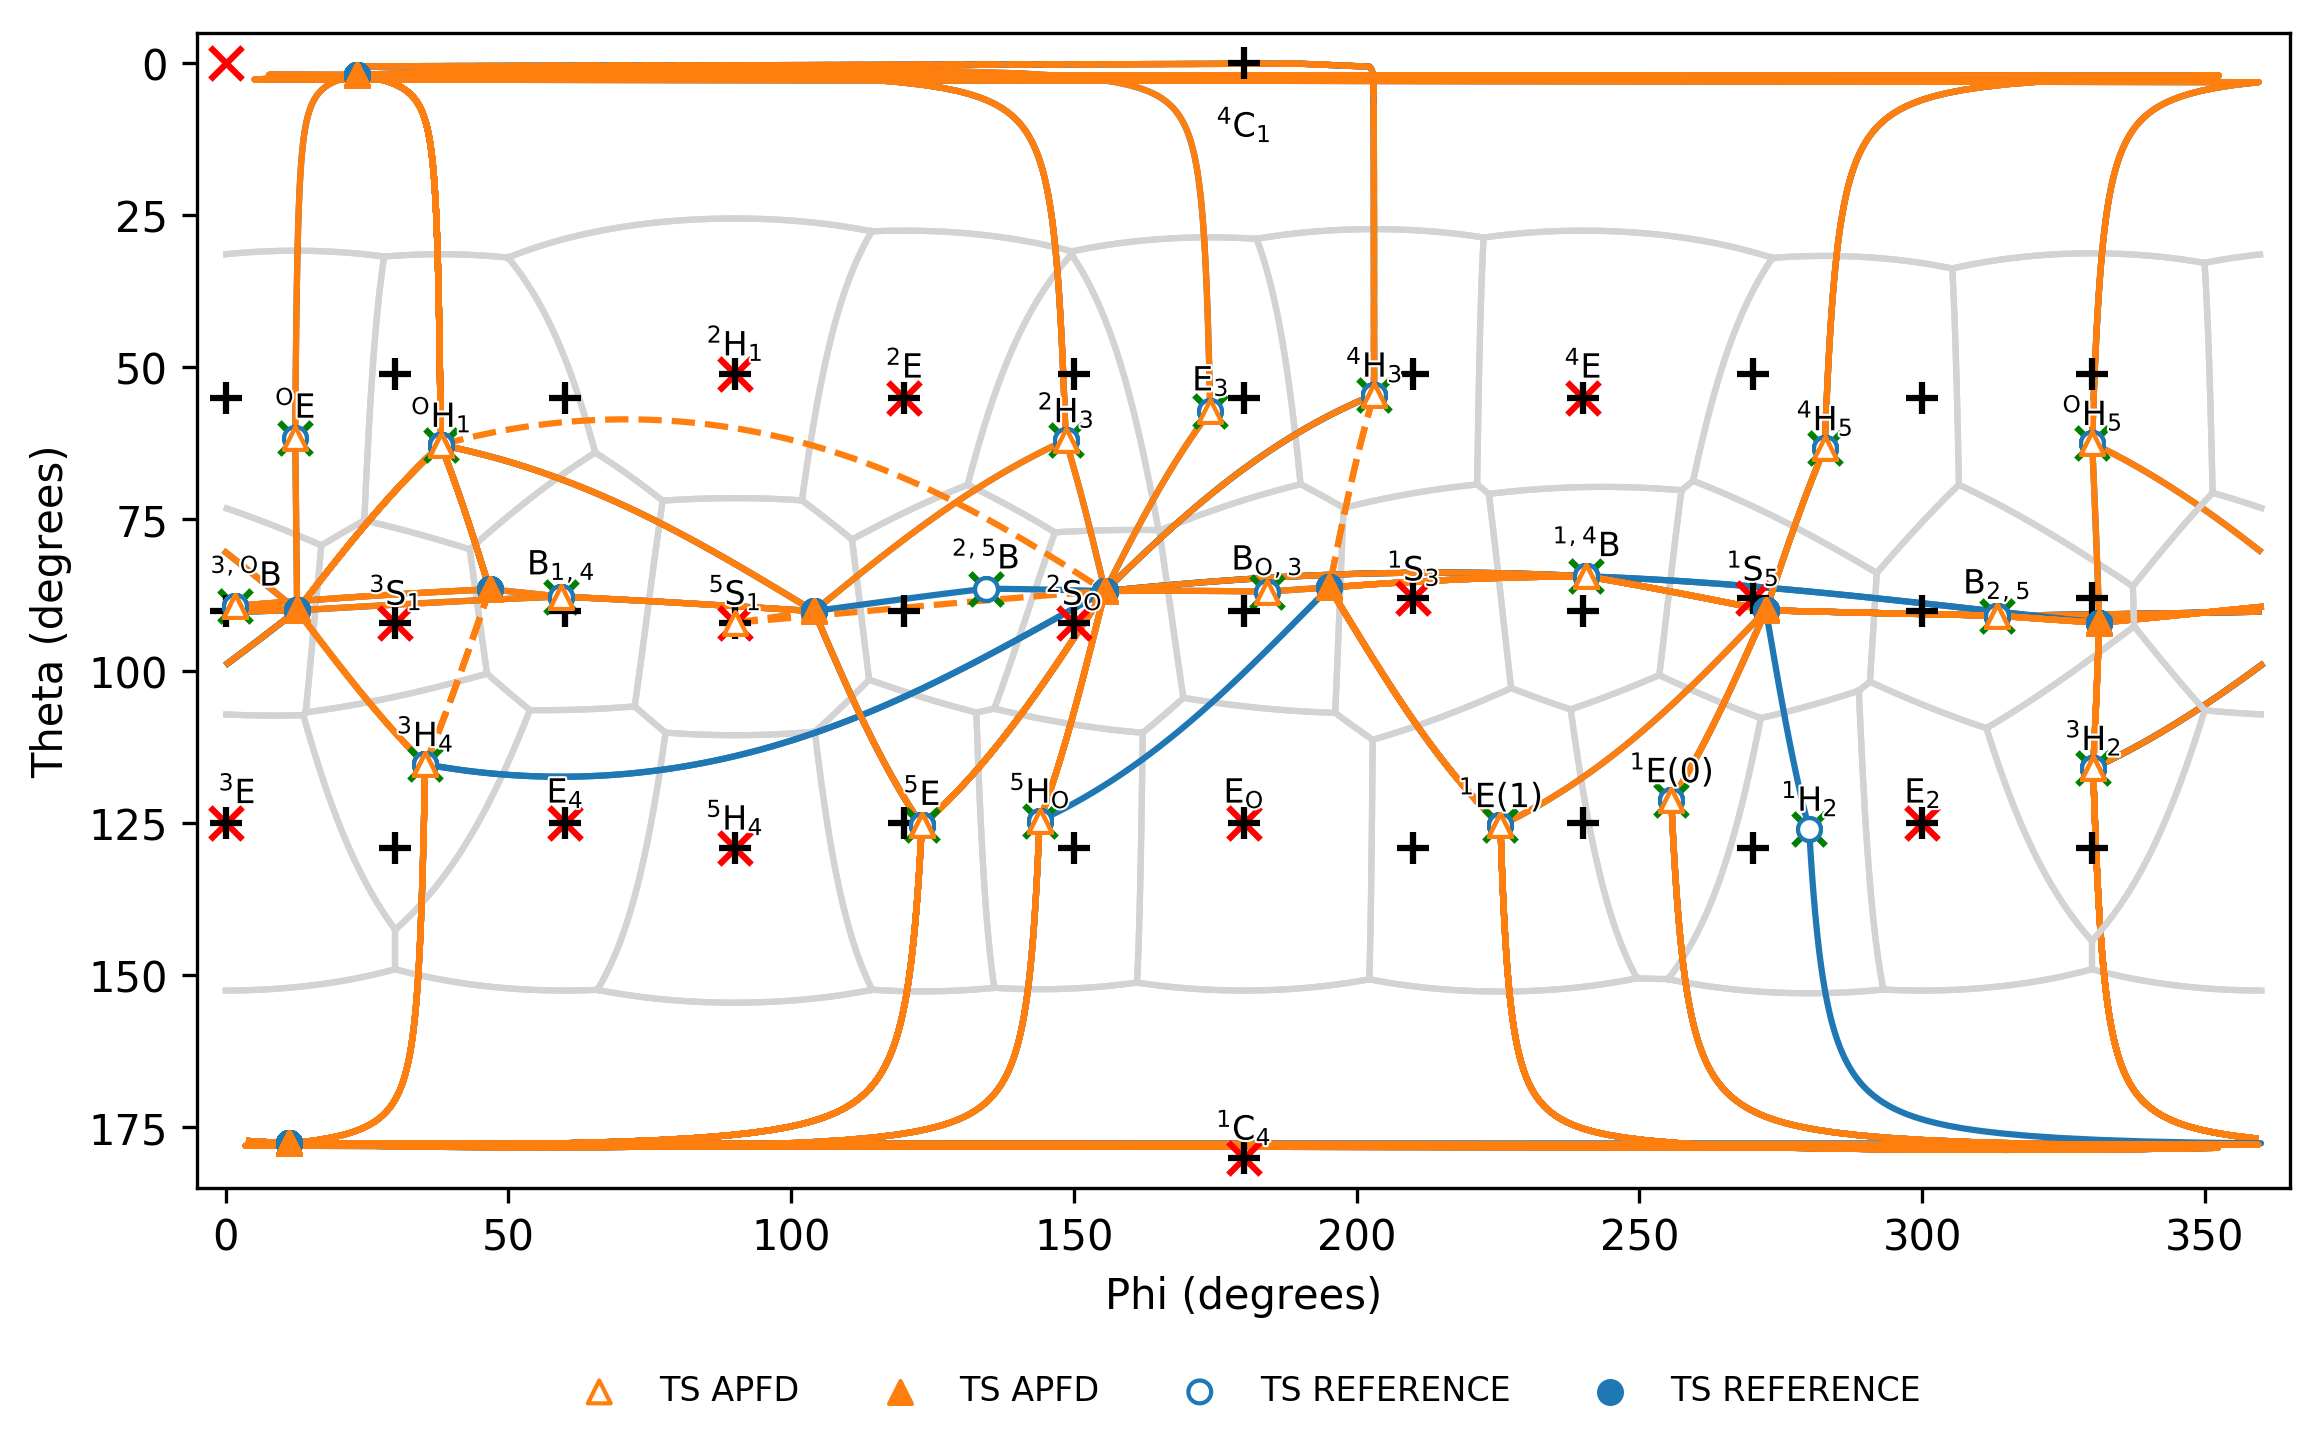 0
⁴C₁
25
²H₁
²E
⁴H₃
⁴E
50
E₃
ᴼE
ᴼH₁
²H₃
⁴H₅
ᴼH₅
75
³,ᴼB
³S₁
B₁,₄
⁵S₁
²,⁵B
²Sₒ
Bₒ,₃
¹S₃
¹,⁴B
¹S₅
B₂,₅
100
³H₄
³H₂
³E
E₄
⁵H₄
⁵E
⁵Hₒ
Eₒ
¹E(1)
¹E(0)
¹H₂
E₂
125
150
175
¹C₄
0 50 100 150 200 250 300 350
Theta (degrees)
Phi (degrees)
TS APFD TS APFD TS REFERENCE TS REFERENCE